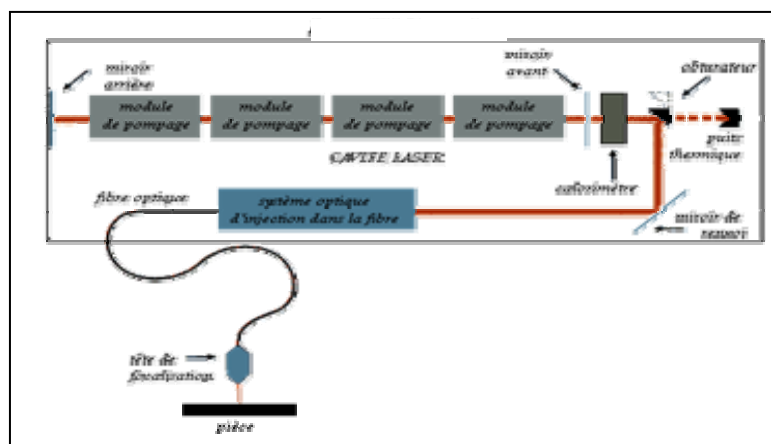 miroir
arrière
miroir
avant
obturateur
module
de pompage
module
de pompage
module
de pompage
module
de pompage
puits
thermique
CAVITE LASER
calorimètre
fibre optique
système optique
d'injection dans la fibre
miroir de
renvoi
tête de
focalisation
pièce